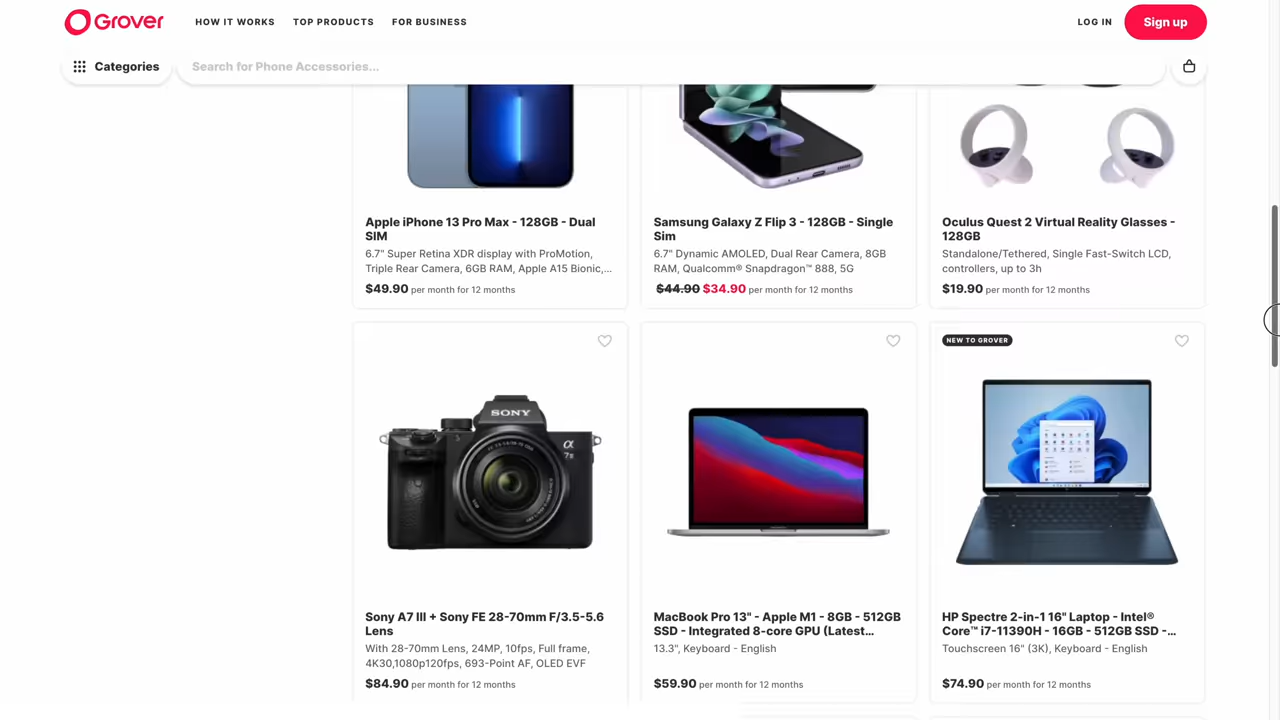 Grover HOW IT WORKS TOP PRODUCTS FOR BUSINESS LOG IN Sign up
Categories Search for Phone Accessories...
Apple iPhone 13 Pro Max - 128GB - Dual
SIM
6.7" Super Retina XDR display with ProMotion,
Triple Rear Camera, 6GB RAM, Apple A15 Bionic,...
$49.90 per month for 12 months
Samsung Galaxy Z Flip 3 - 128GB - Single
Sim
6.7" Dynamic AMOLED, Dual Rear Camera, 8GB
RAM, Qualcomm® Snapdragon™ 888, 5G
$44.90 $34.90 per month for 12 months
Oculus Quest 2 Virtual Reality Glasses -
128GB
Standalone/Tethered, Single Fast-Switch LCD,
controllers, up to 3h
$19.90 per month for 12 months
SONY
α
7III
Sony A7 III + Sony FE 28-70mm F/3.5-5.6
Lens
With 28-70mm Lens, 24MP, 10fps, Full frame,
4K30,1080p120fps, 693-Point AF, OLED EVF
$84.90 per month for 12 months
MacBook Pro 13" - Apple M1 - 8GB - 512GB
SSD - Integrated 8-core GPU (Latest...
13.3", Keyboard - English
$59.90 per month for 12 months
NEW TO GROVER
HP Spectre 2-in-1 16" Laptop - Intel®
Core™ i7-11390H - 16GB - 512GB SSD -...
Touchscreen 16" (3K), Keyboard - English
$74.90 per month for 12 months